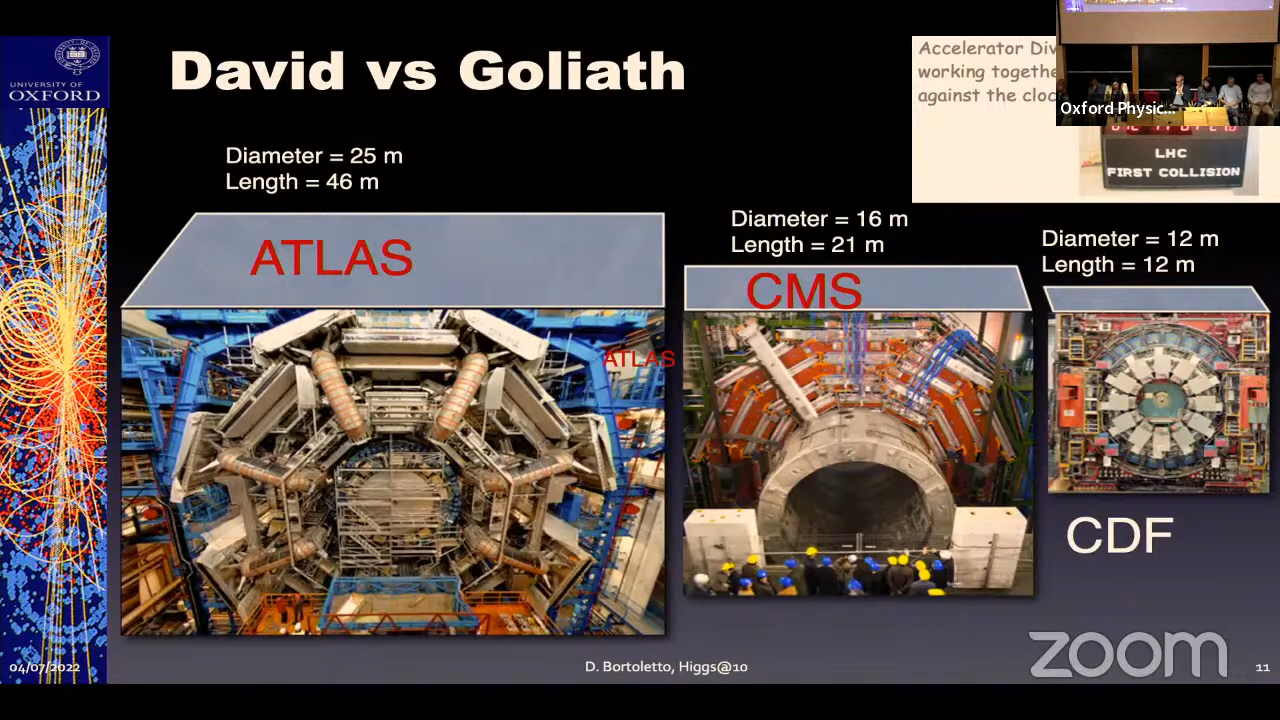 David vs Goliath
UNIVERSITY OF
OXFORD
Accelerator Div
working togethe
against the cloc
Oxford Physic...
LHC
FIRST COLLISION
Diameter = 25 m
Length = 46 m
Diameter = 16 m
Length = 21 m
Diameter = 12 m
Length = 12 m
ATLAS
CMS
ATLAS
CDF
zoom
04/07/2022
D. Bortoletto, Higgs@10
11